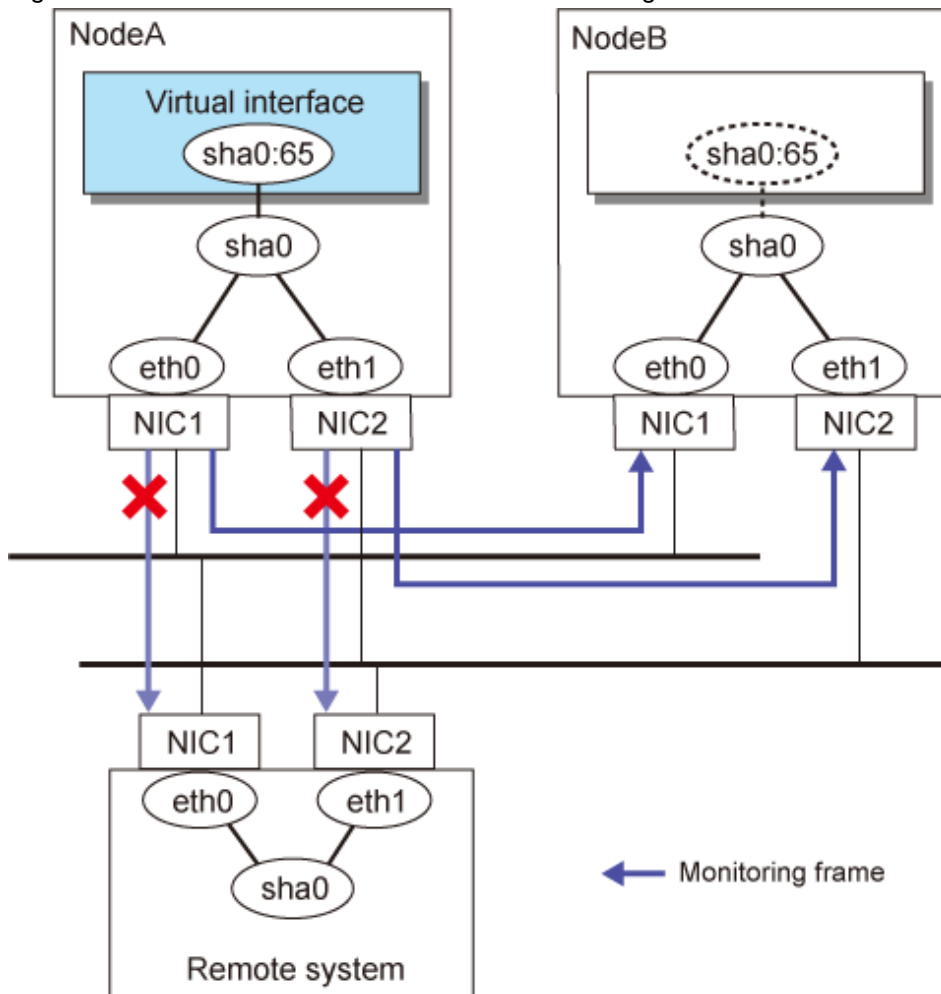 NodeA
Virtual interface
sha0:65
sha0
eth0 eth1
NIC1 NIC2
NodeB
sha0:65
sha0
eth0 eth1
NIC1 NIC2
NIC1 NIC2
eth0 eth1
sha0
Remote system
Monitoring frame